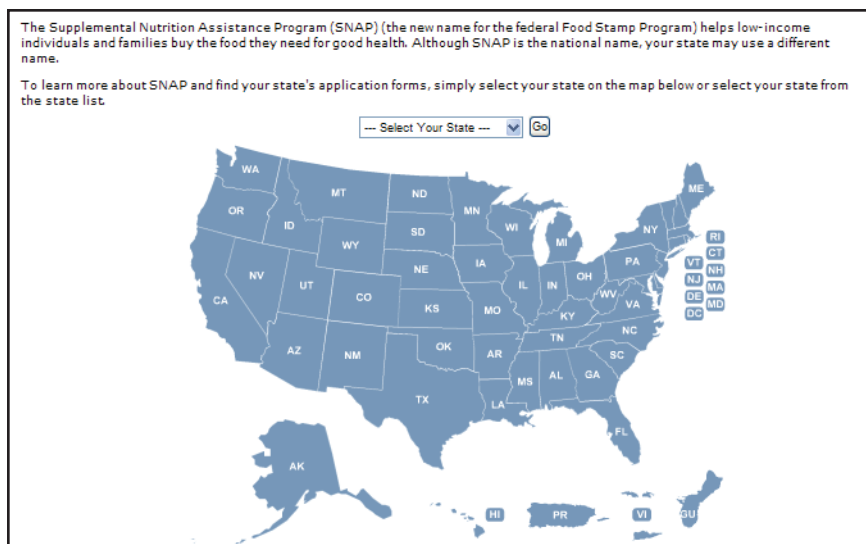 The Supplemental Nutrition Assistance Program (SNAP) (the new name for the federal Food Stamp Program) helps low-income
individuals and families buy the food they need for good health. Although SNAP is the national name, your state may use a different
name.
To learn more about SNAP and find your state's application forms, simply select your state on the map below or select your state from
the state list.
--- Select Your State --- Go
WA
MT
ND
MN
ME
OR
ID
SD
WI
MI
NY
RI
WY
CT
IA
PA
VT
NH
NE
NV
UT
IL
IN
OH
NJ
MA
CO
WV
VA
DE
MD
CA
KS
MO
KY
DC
NC
TN
OK
AZ
NM
AR
SC
MS
AL
GA
TX
LA
FL
AK
HI
PR
VI
GU